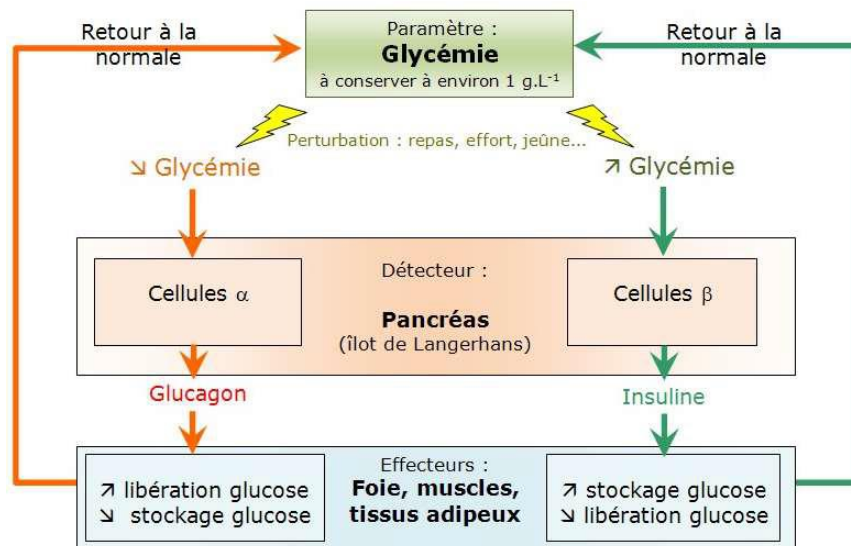 Retour à la
normale
Paramètre :
Glycémie
à conserver à environ 1 g.L⁻¹
Retour à la
normale
Perturbation : repas, effort, jeûne...
↘ Glycémie
↗ Glycémie
Détecteur :
Cellules α
Cellules β
Pancréas
(îlot de Langerhans)
Glucagon
Insuline
Effecteurs :
Foie, muscles,
tissus adipeux
↗ libération glucose
↘ stockage glucose
↗ stockage glucose
↘ libération glucose